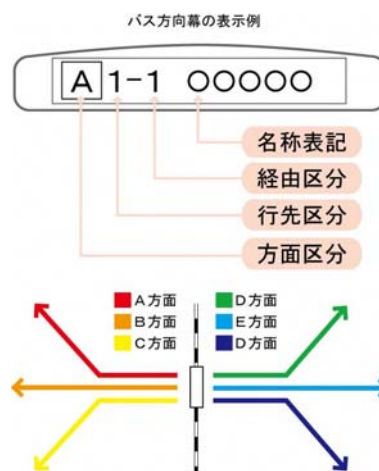 バス方向幕の表示例
A 1-1 ○○○○○
名称表記
経由区分
行先区分
方面区分
A方面
B方面
C方面
D方面
E方面
D方面